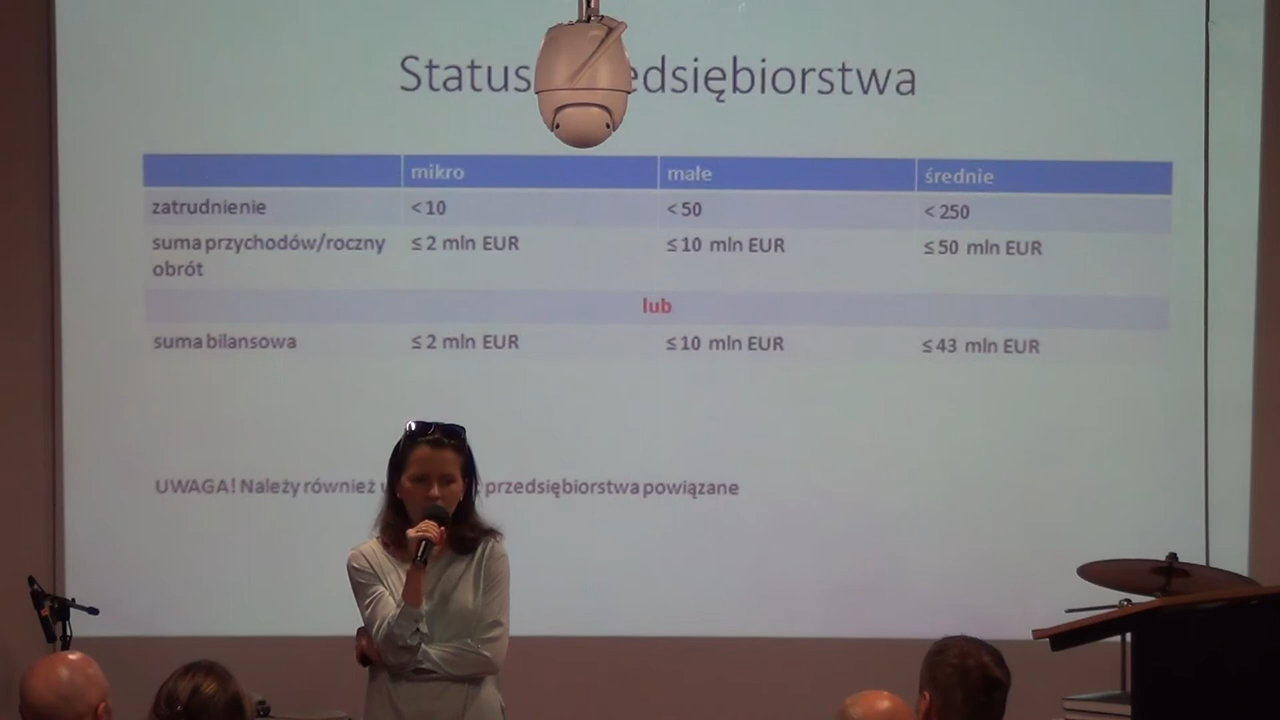 Status edsiębiorstwa
mikro małe średnie
zatrudnienie < 10 < 50 < 250
suma przychodów/roczny ≤ 2 mln EUR ≤ 10 mln EUR ≤ 50 mln EUR
obrót
lub
suma bilansowa ≤ 2 mln EUR ≤ 10 mln EUR ≤ 43 mln EUR
UWAGA! Należy również przedsiębiorstwa powiązane